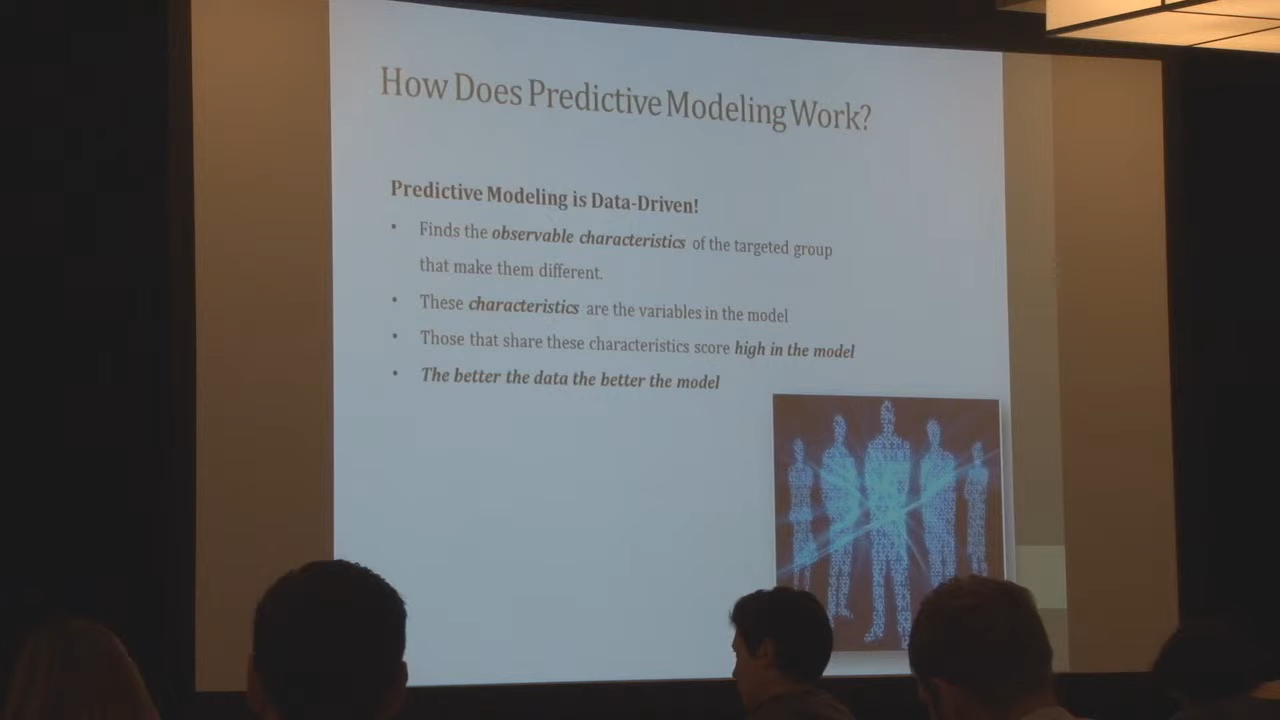 How Does Predictive Modeling Work?
Predictive Modeling is Data-Driven!
• Finds the observable characteristics of the targeted group
that make them different.
• These characteristics are the variables in the model
• Those that share these characteristics score high in the model
• The better the data the better the model